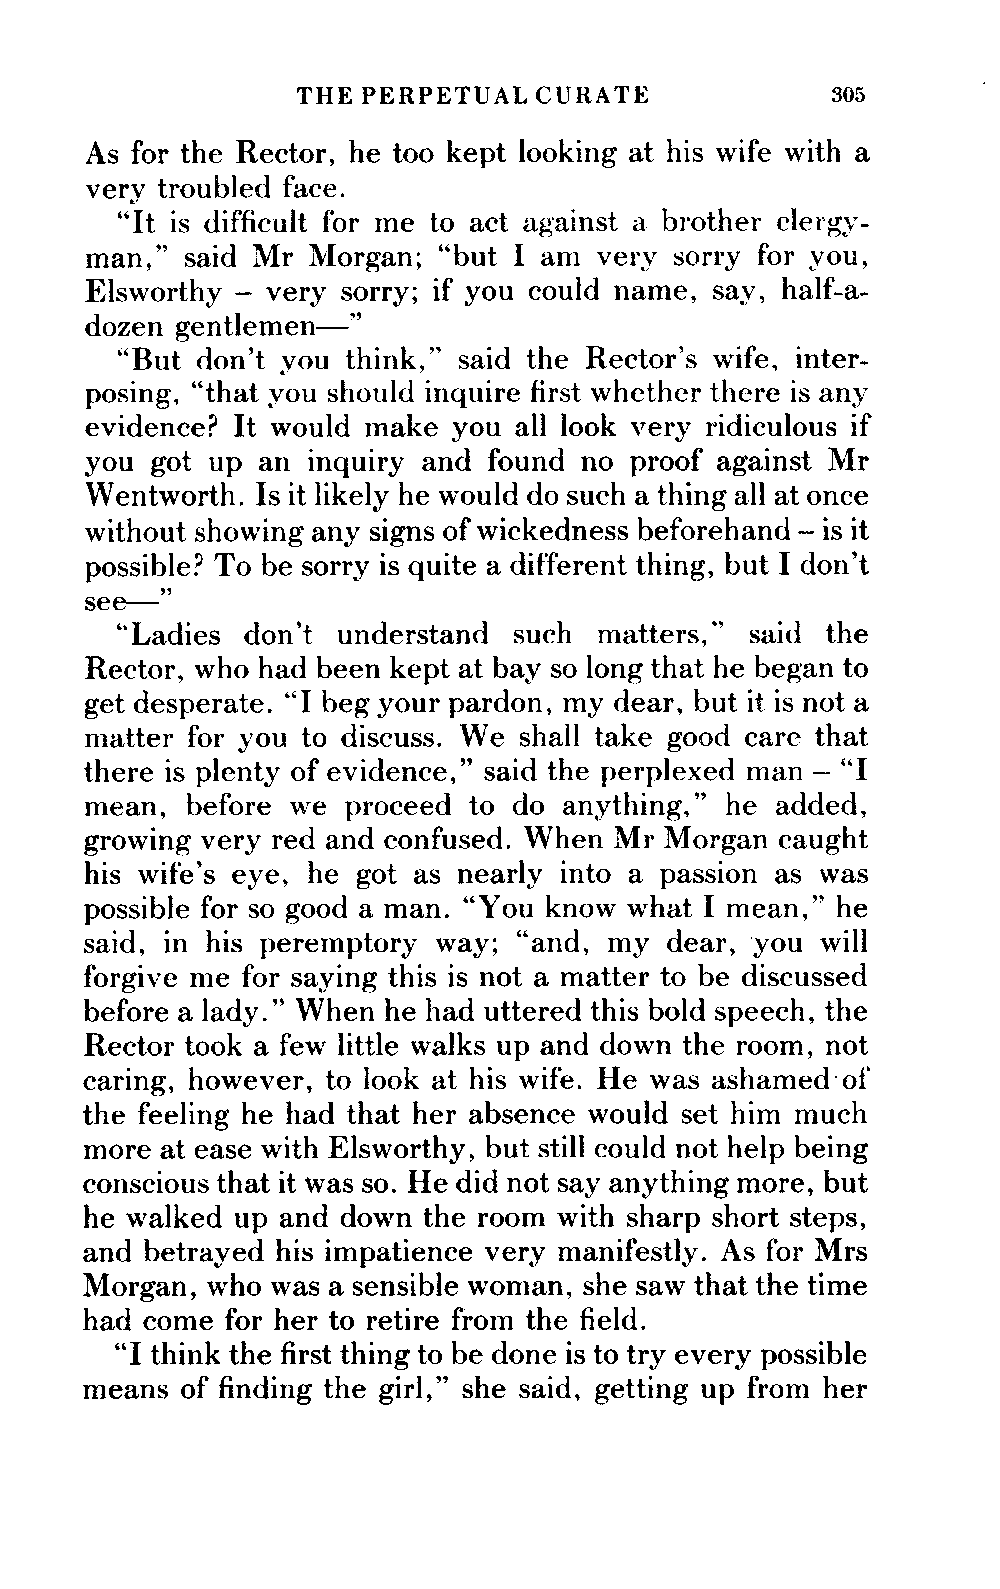 THE PERPETUAL CURATE 305
As for the Rector, he too kept looking at his wife with a
very troubled face.
“It is difficult for me to act against a brother clergy-
man,” said Mr Morgan; “but I am very sorry for you,
Elsworthy – very sorry; if you could name, say, half-a-
dozen gentlemen—”
“But don’t you think,” said the Rector’s wife, inter-
posing, “that you should inquire first whether there is any
evidence? It would make you all look very ridiculous if
you got up an inquiry and found no proof against Mr
Wentworth. Is it likely he would do such a thing all at once
without showing any signs of wickedness beforehand – is it
possible? To be sorry is quite a different thing, but I don’t
see—”
“Ladies don’t understand such matters,” said the
Rector, who had been kept at bay so long that he began to
get desperate. “I beg your pardon, my dear, but it is not a
matter for you to discuss. We shall take good care that
there is plenty of evidence,” said the perplexed man – “I
mean, before we proceed to do anything,” he added,
growing very red and confused. When Mr Morgan caught
his wife’s eye, he got as nearly into a passion as was
possible for so good a man. “You know what I mean,” he
said, in his peremptory way; “and, my dear, you will
forgive me for saying this is not a matter to be discussed
before a lady.” When he had uttered this bold speech, the
Rector took a few little walks up and down the room, not
caring, however, to look at his wife. He was ashamed of
the feeling he had that her absence would set him much
more at ease with Elsworthy, but still could not help being
conscious that it was so. He did not say anything more, but
he walked up and down the room with sharp short steps,
and betrayed his impatience very manifestly. As for Mrs
Morgan, who was a sensible woman, she saw that the time
had come for her to retire from the field.
“I think the first thing to be done is to try every possible
means of finding the girl,” she said, getting up from her